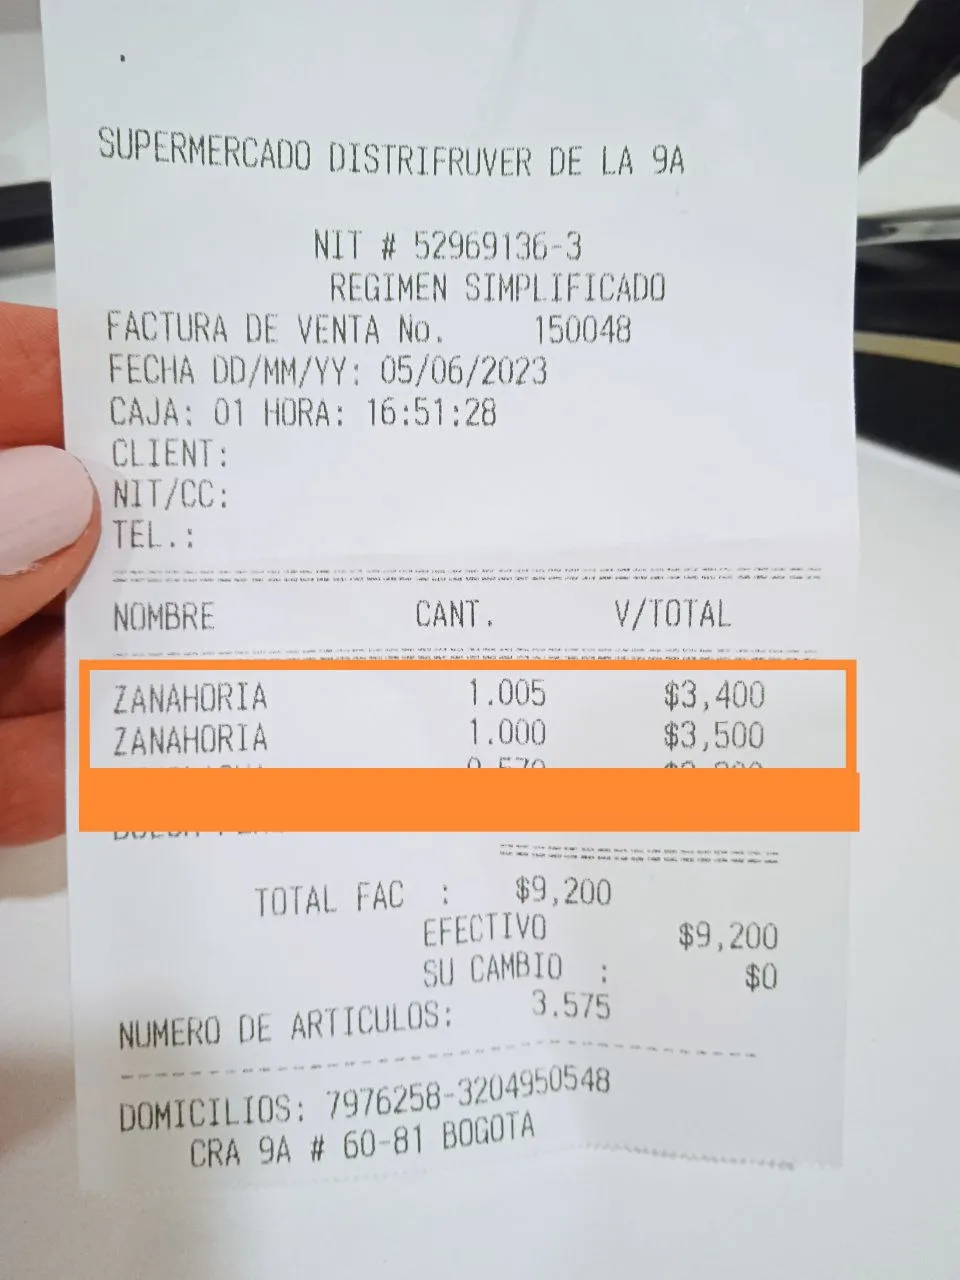 SUPERMERCADO DISTRIFRUVER DE LA 9A
NIT # 52969136-3
REGIMEN SIMPLIFICADO
FACTURA DE VENTA No. 150048
FECHA DD/MM/YY: 05/06/2023
CAJA: 01 HORA: 16:51:28
CLIENT:
NIT/CC:
TEL.:
NOMBRE CANT. V/TOTAL
ZANAHORIA 1.005 $3,400
ZANAHORIA 1.000 $3,500
TOTAL FAC : $9,200
EFECTIVO $9,200
SU CAMBIO : $0
NUMERO DE ARTICULOS: 3.575
DOMICILIOS: 7976258-3204950548
CRA 9A # 60-81 BOGOTA